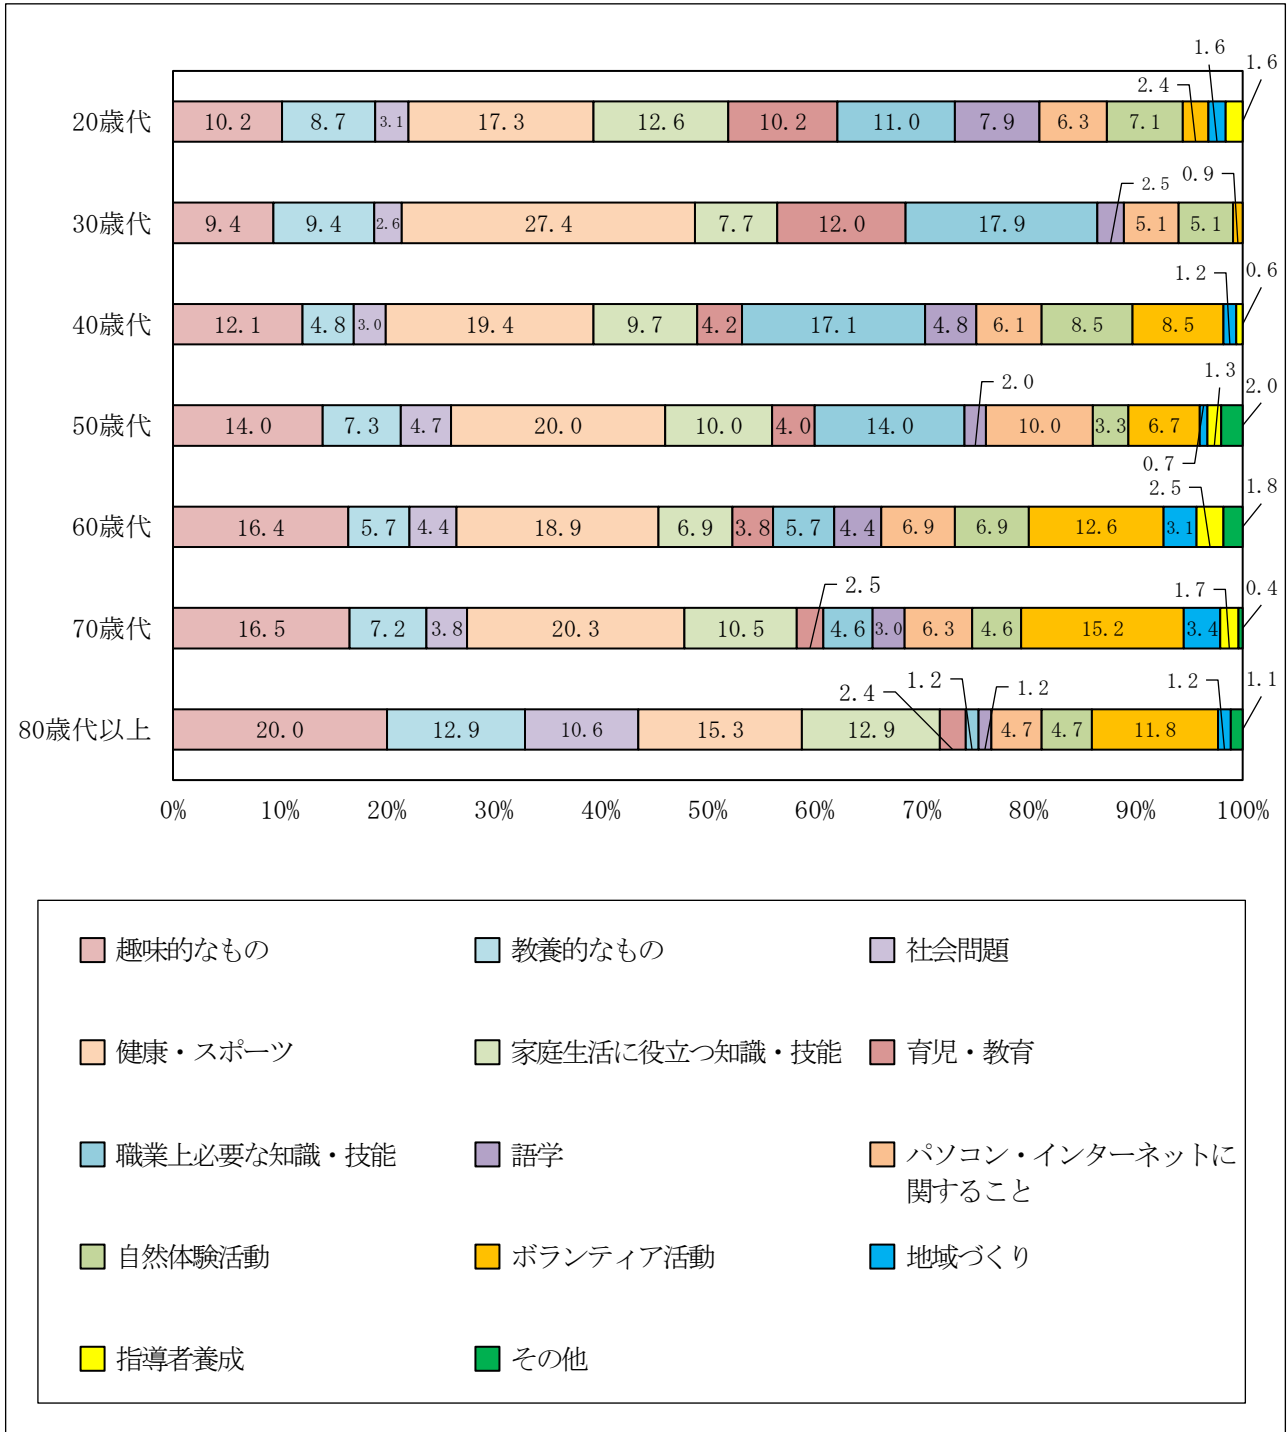 1.6
1.6
2.4
20歳代 10.2 8.7 3.1 17.3 12.6 10.2 11.0 7.9 6.3 7.1
2.5 0.9
30歳代 9.4 9.4 2.6 27.4 7.7 12.0 17.9 5.1 5.1
1.2 0.6
40歳代 12.1 4.8 3.0 19.4 9.7 4.2 17.1 4.8 6.1 8.5 8.5
2.0 1.3 2.0
50歳代 14.0 7.3 4.7 20.0 10.0 4.0 14.0 10.0 3.3 6.7
0.7
2.5 1.8
60歳代 16.4 5.7 4.4 18.9 6.9 3.8 5.7 4.4 6.9 6.9 12.6 3.1
2.5 1.7 0.4
70歳代 16.5 7.2 3.8 20.3 10.5 4.6 3.0 6.3 4.6 15.2 3.4
2.4 1.2 1.2 1.2 1.1
80歳代以上 20.0 12.9 10.6 15.3 12.9 4.7 4.7 11.8
0% 10% 20% 30% 40% 50% 60% 70% 80% 90% 100%
趣味的なもの 教養的なもの 社会問題
健康・スポーツ 家庭生活に役立つ知識・技能 育児・教育
職業上必要な知識・技能 語学 パソコン・インターネットに
関すること
自然体験活動 ボランティア活動 地域づくり
指導者養成 その他